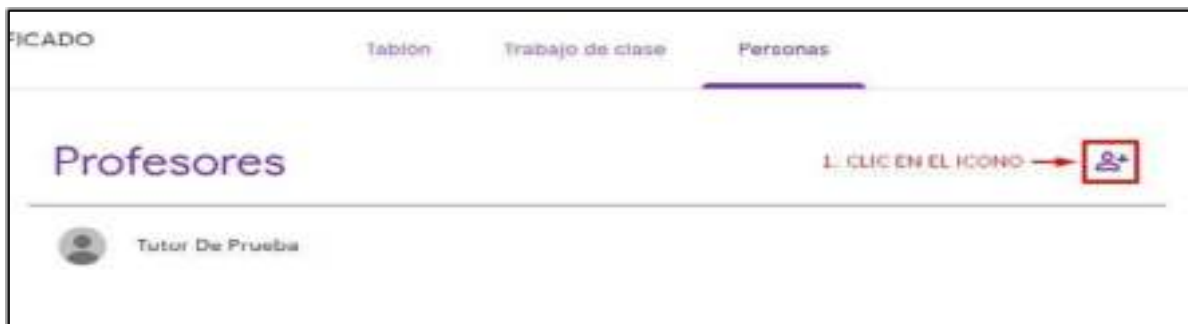 FICADO
Tablón Trabajo de clase Personas
Profesores
1. CLIC EN EL ICONO
Tutor De Prueba